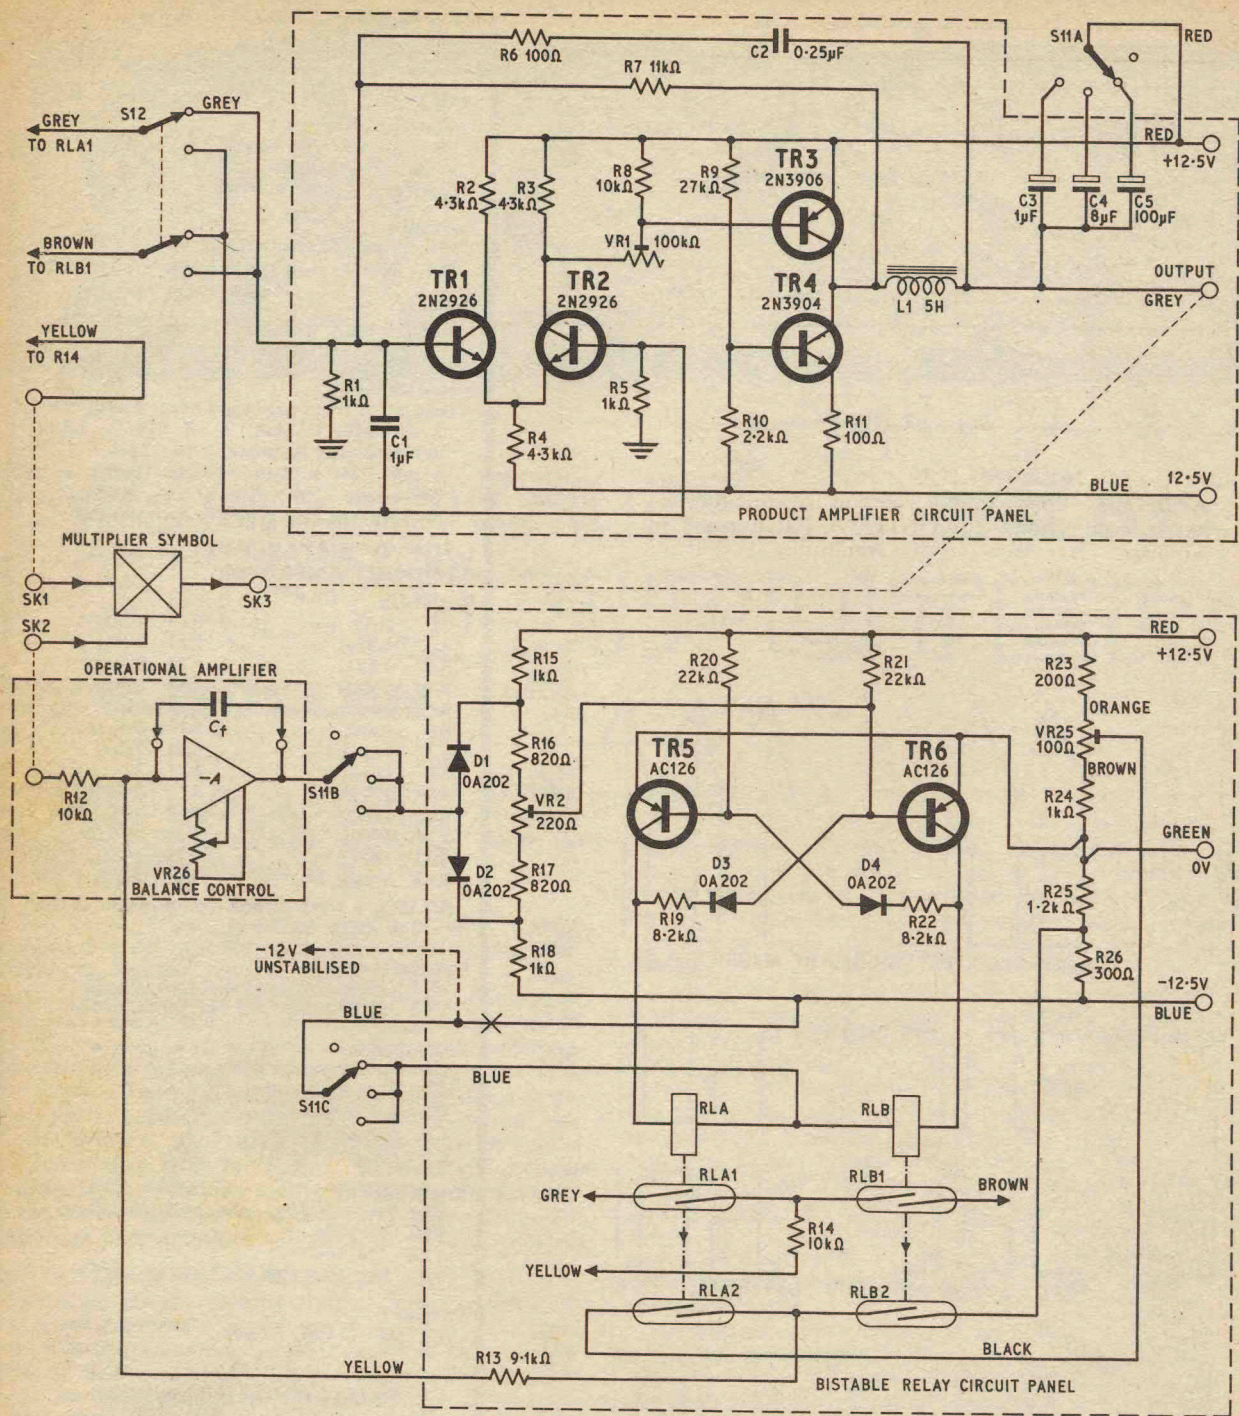 R6 100Ω
C2
0·25µF
R7 11kΩ
S11A
RED
GREY
TO RLA1
S12
GREY
RED
+12·5V
R2
4·3kΩ
R3
4·3kΩ
R8
10kΩ
R9
27kΩ
TR3
2N3906
C3
1µF
C4
8µF
C5
100µF
BROWN
TO RLB1
VR1
100kΩ
TR1
2N2926
TR2
2N2926
TR4
2N3904
L1 5H
OUTPUT
GREY
YELLOW
TO R14
R1
1kΩ
C1
1µF
R4
4·3kΩ
R5
1kΩ
R10
2·2kΩ
R11
100Ω
BLUE
12·5V
PRODUCT AMPLIFIER CIRCUIT PANEL
MULTIPLIER SYMBOL
SK1
SK3
SK2
OPERATIONAL AMPLIFIER
Cf
-A
R12
10kΩ
VR26
BALANCE CONTROL
S11B
R15
1kΩ
R16
820Ω
D1
0A202
VR2
220Ω
D2
0A202
R17
820Ω
R18
1kΩ
R20
22kΩ
R21
22kΩ
RED
+12·5V
R23
200Ω
ORANGE
VR25
100Ω
BROWN
R24
1kΩ
TR5
AC126
TR6
AC126
GREEN
0V
D3
0A202
D4
0A202
R19
8·2kΩ
R22
8·2kΩ
R25
1·2kΩ
R26
300Ω
-12·5V
BLUE
-12V
UNSTABILISED
BLUE
S11C
BLUE
RLA
RLB
RLA1
RLB1
GREY
BROWN
R14
10kΩ
YELLOW
RLA2
RLB2
BLACK
YELLOW
R13 9·1kΩ
BISTABLE RELAY CIRCUIT PANEL